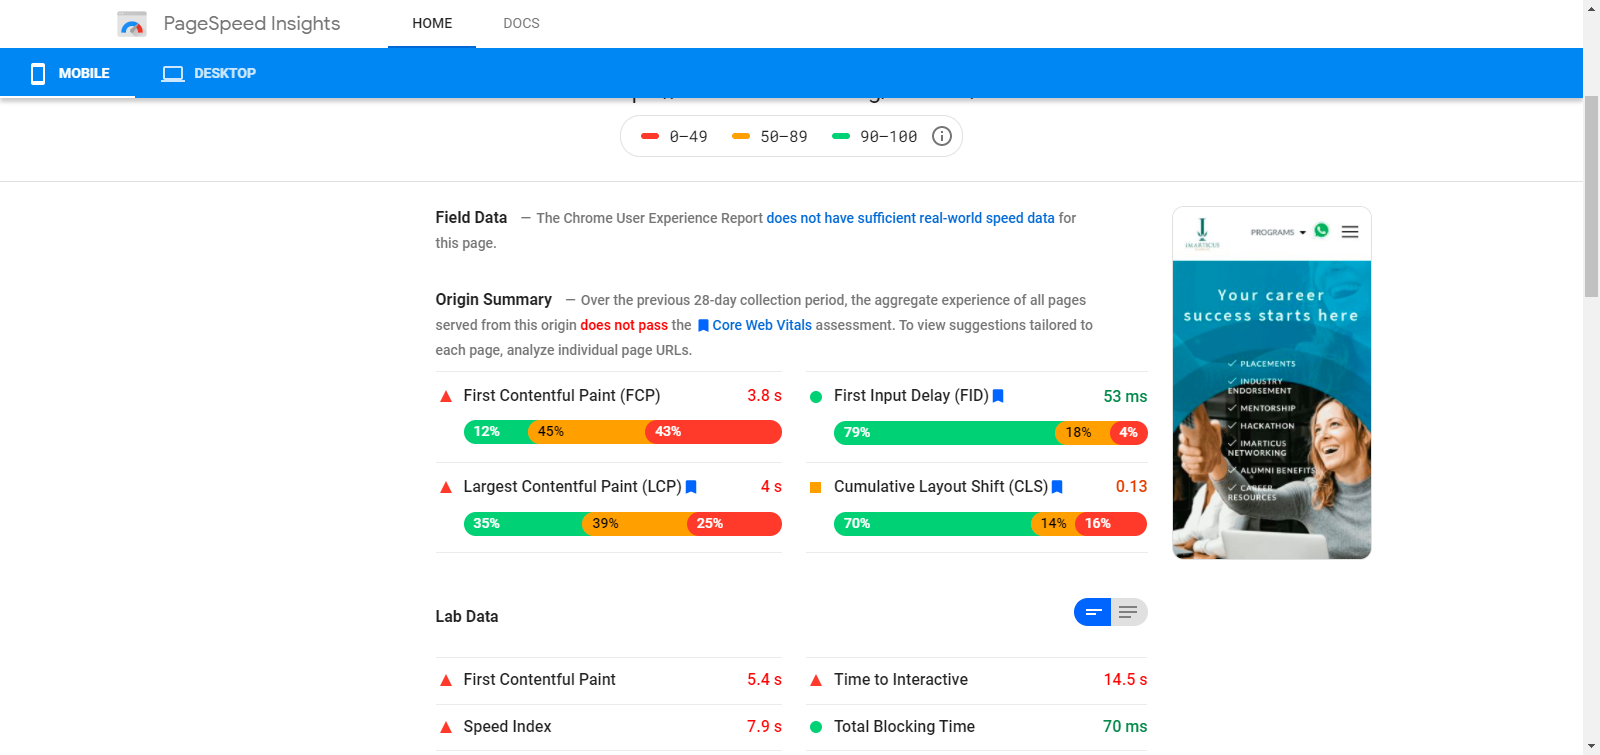 PageSpeed Insights
HOME
DOCS
MOBILE
DESKTOP
0–49
50–89
90–100
Field Data — The Chrome User Experience Report does not have sufficient real-world speed data for
this page.
Origin Summary — Over the previous 28-day collection period, the aggregate experience of all pages
served from this origin does not pass the Core Web Vitals assessment. To view suggestions tailored to
each page, analyze individual page URLs.
First Contentful Paint (FCP) 3.8 s
12% 45% 43%
First Input Delay (FID) 53 ms
79% 18% 4%
Largest Contentful Paint (LCP) 4 s
35% 39% 25%
Cumulative Layout Shift (CLS) 0.13
70% 14% 16%
Lab Data
First Contentful Paint 5.4 s
Time to Interactive 14.5 s
Speed Index 7.9 s
Total Blocking Time 70 ms
IMARTICUS
PROGRAMS
Your career
success starts here
PLACEMENTS
INDUSTRY
ENDORSEMENT
MENTORSHIP
HACKATHON
IMARTICUS
NETWORKING
ALUMNI BENEFITS
CAREER
RESOURCES